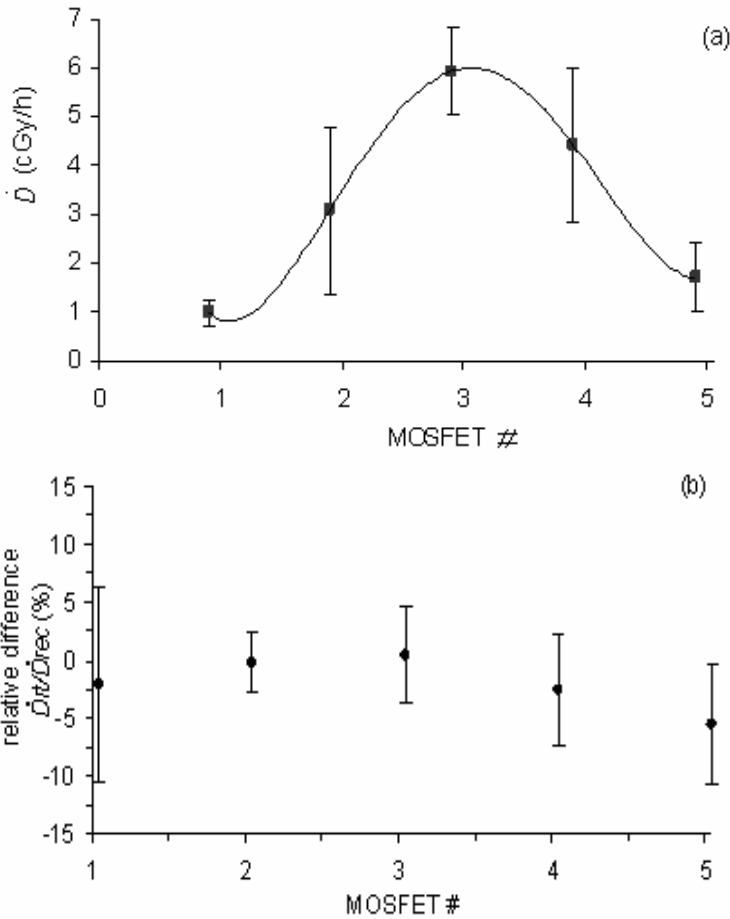 (a)
7
6
5
4
3
2
1
0
Ḋ (cGy/h)
0 1 2 3 4 5
MOSFET #
(b)
15
10
5
0
-5
-10
-15
relative difference
Ḋrt/Ḋrec (%)
1 2 3 4 5
MOSFET #